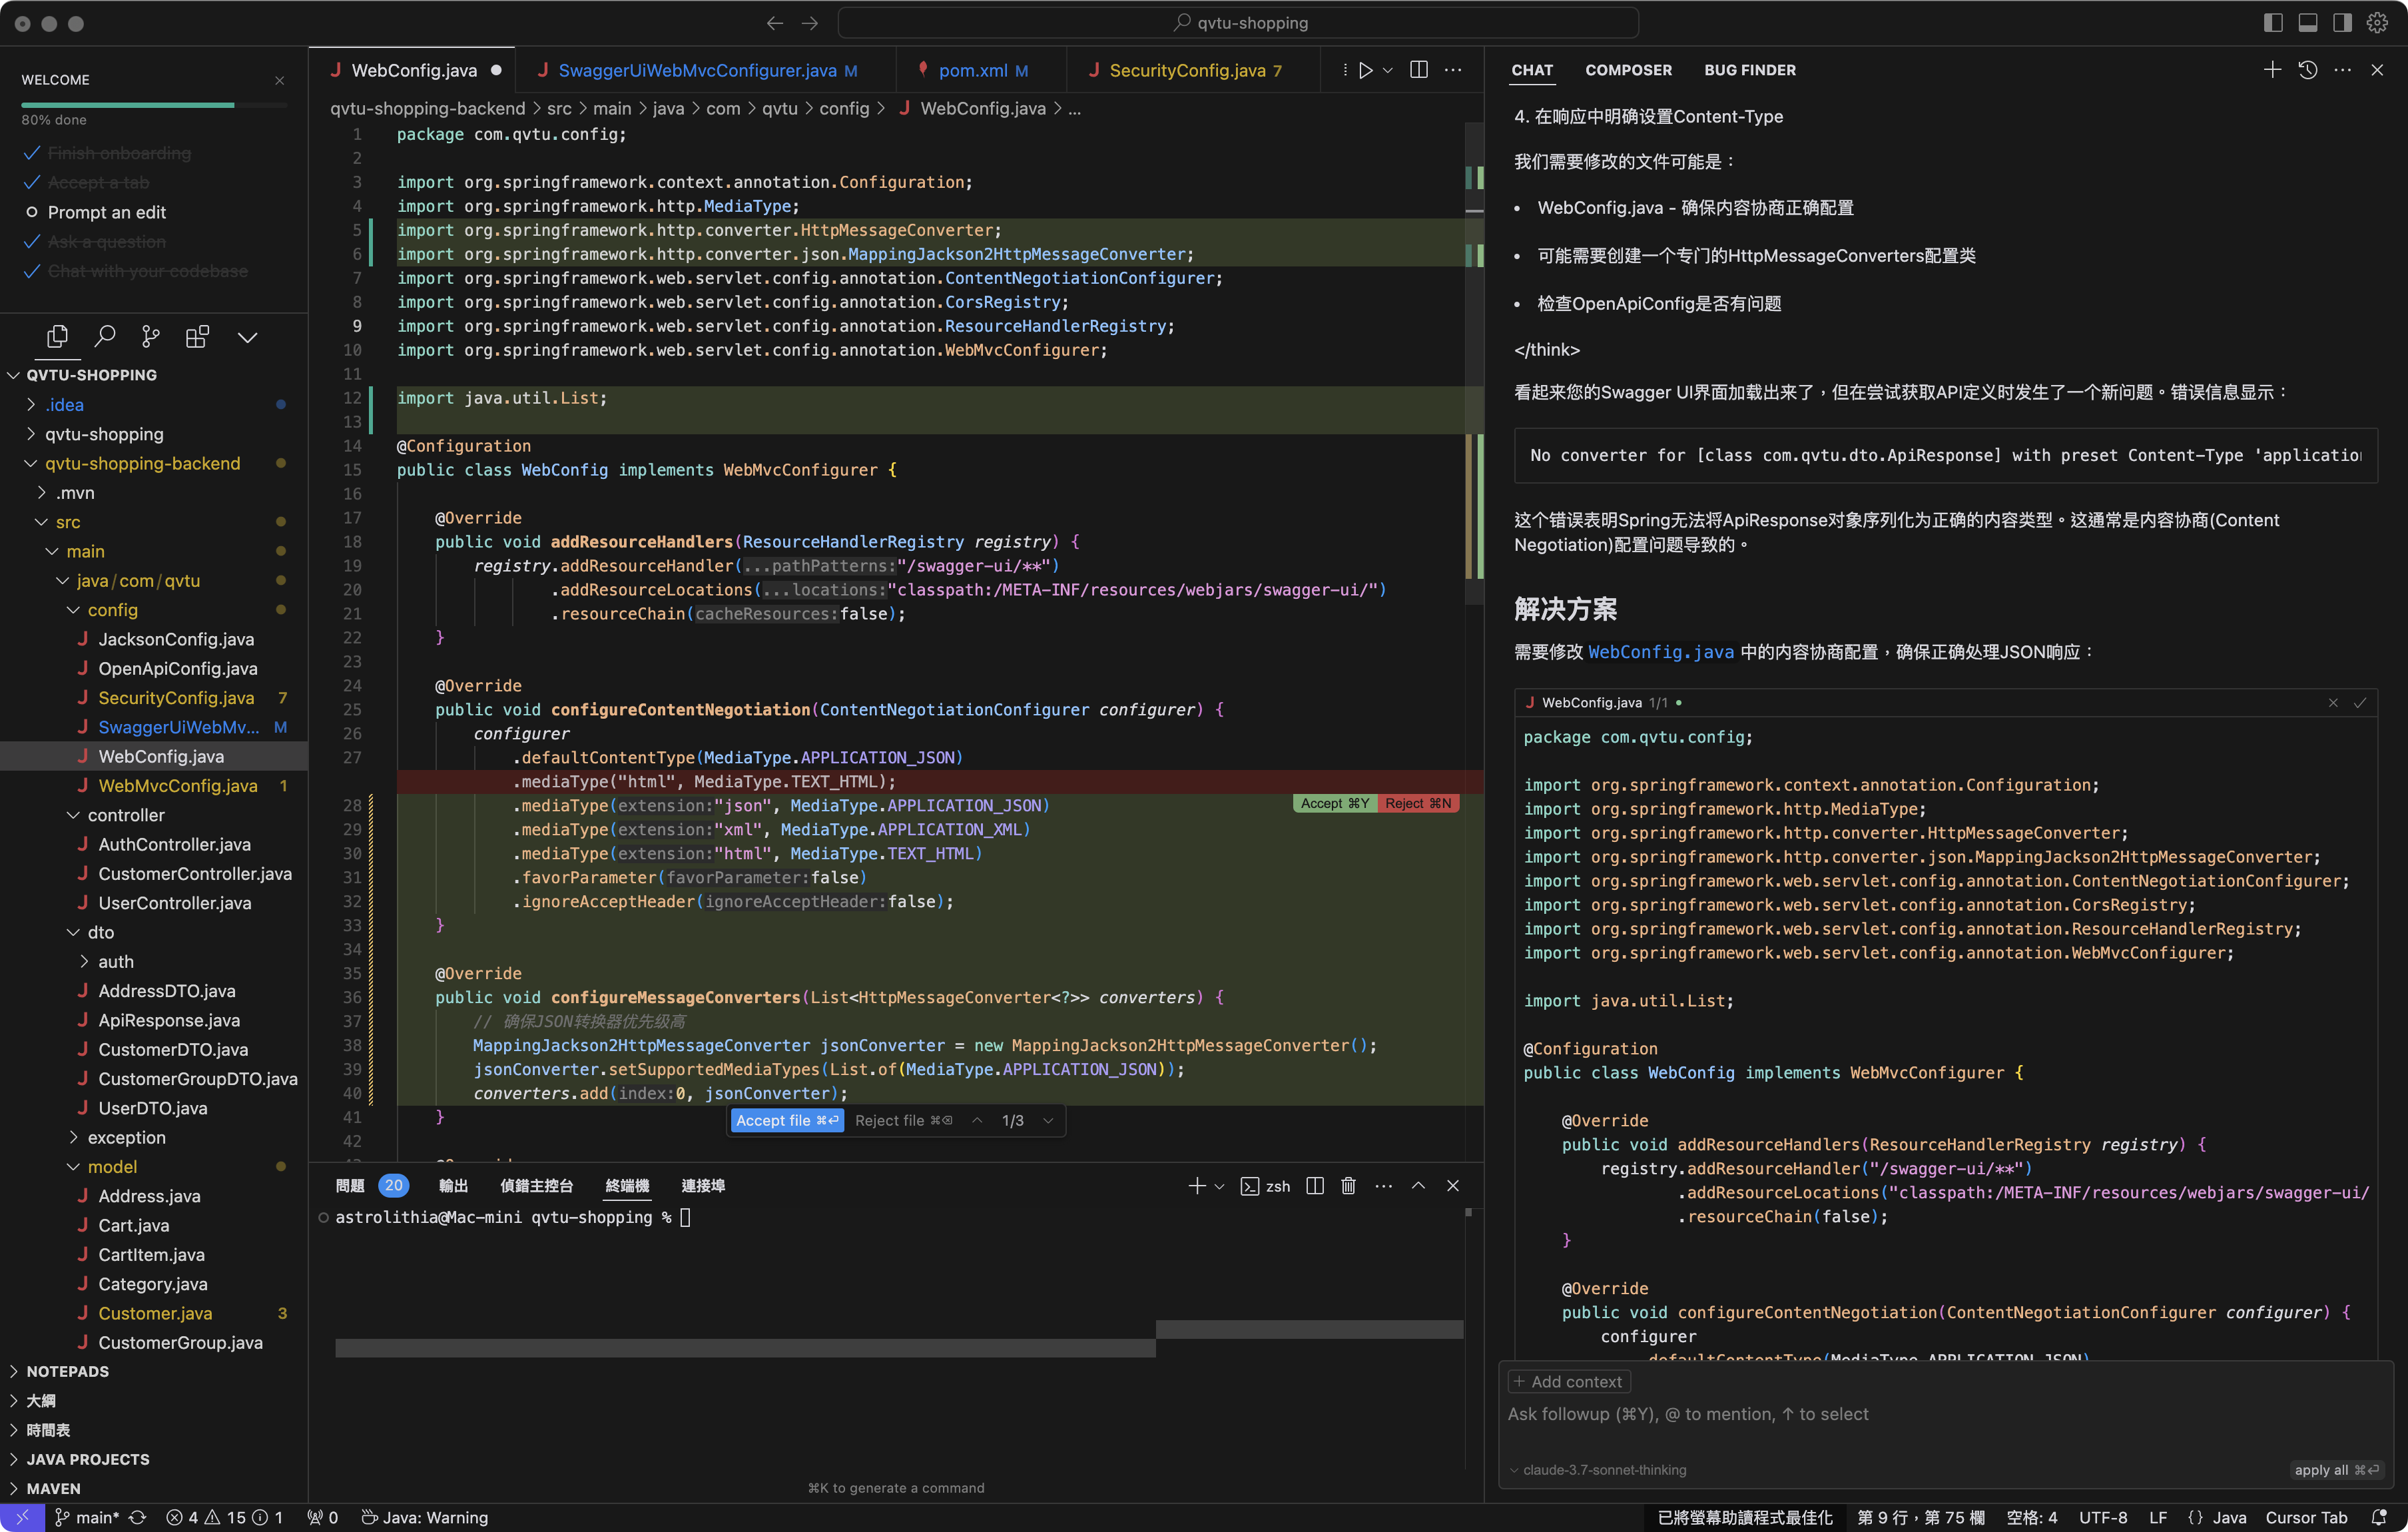 qvtu-shopping
WELCOME
80% done
Finish onboarding
Accept a tab
Prompt an edit
Ask a question
Chat with your codebase
QVTU-SHOPPING
.idea
qvtu-shopping
qvtu-shopping-backend
.mvn
src
main
java/com/qvtu
config
JacksonConfig.java
OpenApiConfig.java
SecurityConfig.java 7
SwaggerUiWebMv... M
WebConfig.java
WebMvcConfig.java 1
controller
AuthController.java
CustomerController.java
UserController.java
dto
auth
AddressDTO.java
ApiResponse.java
CustomerDTO.java
CustomerGroupDTO.java
UserDTO.java
exception
model
Address.java
Cart.java
CartItem.java
Category.java
Customer.java 3
CustomerGroup.java
NOTEPADS
大綱
時間表
JAVA PROJECTS
MAVEN
WebConfig.java
SwaggerUiWebMvcConfigurer.java M
pom.xml M
SecurityConfig.java 7
qvtu-shopping-backend > src > main > java > com > qvtu > config > WebConfig.java > ...
1 package com.qvtu.config;
2
3 import org.springframework.context.annotation.Configuration;
4 import org.springframework.http.MediaType;
5 import org.springframework.http.converter.HttpMessageConverter;
6 import org.springframework.http.converter.json.MappingJackson2HttpMessageConverter;
7 import org.springframework.web.servlet.config.annotation.ContentNegotiationConfigurer;
8 import org.springframework.web.servlet.config.annotation.CorsRegistry;
9 import org.springframework.web.servlet.config.annotation.ResourceHandlerRegistry;
10 import org.springframework.web.servlet.config.annotation.WebMvcConfigurer;
11
12 import java.util.List;
13
14 @Configuration
15 public class WebConfig implements WebMvcConfigurer {
16
17 @Override
18 public void addResourceHandlers(ResourceHandlerRegistry registry) {
19 registry.addResourceHandler(...pathPatterns:"/swagger-ui/**")
20 .addResourceLocations(...locations:"classpath:/META-INF/resources/webjars/swagger-ui/")
21 .resourceChain(cacheResources:false);
22 }
23
24 @Override
25 public void configureContentNegotiation(ContentNegotiationConfigurer configurer) {
26 configurer
27 .defaultContentType(MediaType.APPLICATION_JSON)
.mediaType("html", MediaType.TEXT_HTML);
28 .mediaType(extension:"json", MediaType.APPLICATION_JSON)
Accept ⌘Y Reject ⌘N
29 .mediaType(extension:"xml", MediaType.APPLICATION_XML)
30 .mediaType(extension:"html", MediaType.TEXT_HTML)
31 .favorParameter(favorParameter:false)
32 .ignoreAcceptHeader(ignoreAcceptHeader:false);
33 }
34
35 @Override
36 public void configureMessageConverters(List<HttpMessageConverter<?>> converters) {
37 // 确保JSON转换器优先级高
38 MappingJackson2HttpMessageConverter jsonConverter = new MappingJackson2HttpMessageConverter();
39 jsonConverter.setSupportedMediaTypes(List.of(MediaType.APPLICATION_JSON));
40 converters.add(index:0, jsonConverter);
41 }
42
Accept file ⌘⏎ Reject file ⌘⌫ 1/3
問題 20 輸出 偵錯主控台 終端機 連接埠
zsh
astrolithia@Mac-mini qvtu-shopping %
⌘K to generate a command
CHAT COMPOSER BUG FINDER
4. 在响应中明确设置Content-Type
我们需要修改的文件可能是：
• WebConfig.java - 确保内容协商正确配置
• 可能需要创建一个专门的HttpMessageConverters配置类
• 检查OpenApiConfig是否有问题
</think>
看起来您的Swagger UI界面加载出来了，但在尝试获取API定义时发生了一个新问题。错误信息显示：
No converter for [class com.qvtu.dto.ApiResponse] with preset Content-Type 'application
这个错误表明Spring无法将ApiResponse对象序列化为正确的内容类型。这通常是内容协商(Content
Negotiation)配置问题导致的。
解决方案
需要修改 WebConfig.java 中的内容协商配置，确保正确处理JSON响应：
WebConfig.java 1/1
package com.qvtu.config;
import org.springframework.context.annotation.Configuration;
import org.springframework.http.MediaType;
import org.springframework.http.converter.HttpMessageConverter;
import org.springframework.http.converter.json.MappingJackson2HttpMessageConverter;
import org.springframework.web.servlet.config.annotation.ContentNegotiationConfigurer;
import org.springframework.web.servlet.config.annotation.CorsRegistry;
import org.springframework.web.servlet.config.annotation.ResourceHandlerRegistry;
import org.springframework.web.servlet.config.annotation.WebMvcConfigurer;
import java.util.List;
@Configuration
public class WebConfig implements WebMvcConfigurer {
@Override
public void addResourceHandlers(ResourceHandlerRegistry registry) {
registry.addResourceHandler("/swagger-ui/**")
.addResourceLocations("classpath:/META-INF/resources/webjars/swagger-ui/
.resourceChain(false);
}
@Override
public void configureContentNegotiation(ContentNegotiationConfigurer configurer) {
configurer
.defaultContentType(MediaType.APPLICATION_JSON)
+ Add context
Ask followup (⌘Y), @ to mention, ↑ to select
claude-3.7-sonnet-thinking
apply all ⌘⏎
main* 4 15 1 0 Java: Warning
已將螢幕助讀程式最佳化 第 9 行，第 75 欄 空格: 4 UTF-8 LF {} Java Cursor Tab